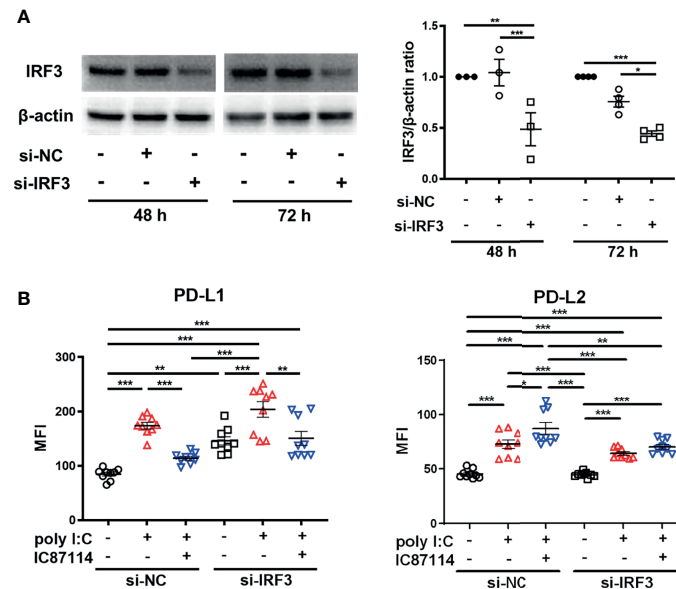 A
IRF3
β-actin
si-NC - + - - + -
si-IRF3 - - + - - +
48 h 72 h
IRF3/β-actin ratio
1.5
1.0
0.5
0.0
** *** *** *
si-NC - + - - + -
si-IRF3 - - + - - +
48 h 72 h
B
PD-L1
MFI
300
200
100
0
***
***
***
** *** **
*** ***
poly I:C - + + - + +
IC87114 - - + - - +
si-NC si-IRF3
PD-L2
MFI
150
100
50
0
***
***
*** **
***
***
*** * *** ***
***
poly I:C - + + - + +
IC87114 - - + - - +
si-NC si-IRF3